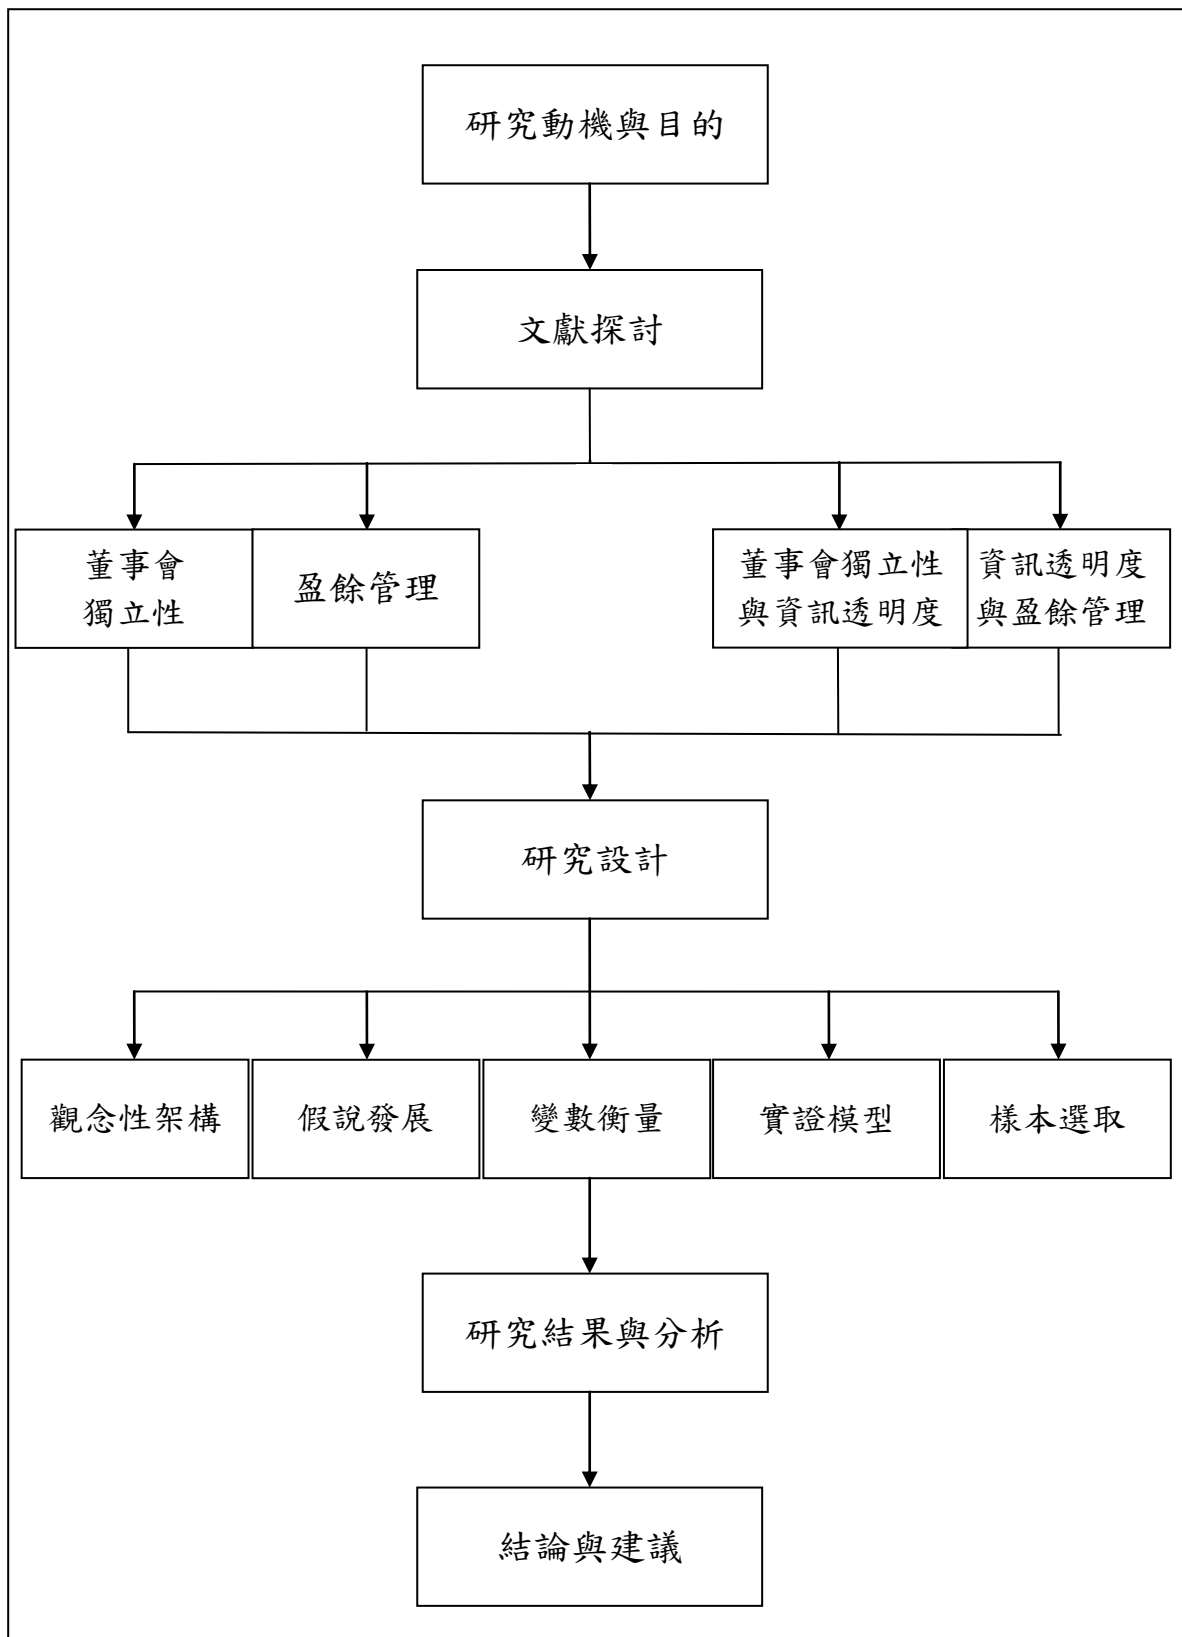 研究動機與目的
文獻探討
董事會
獨立性
盈餘管理
董事會獨立性
與資訊透明度
資訊透明度
與盈餘管理
研究設計
觀念性架構
假說發展
變數衡量
實證模型
樣本選取
研究結果與分析
結論與建議